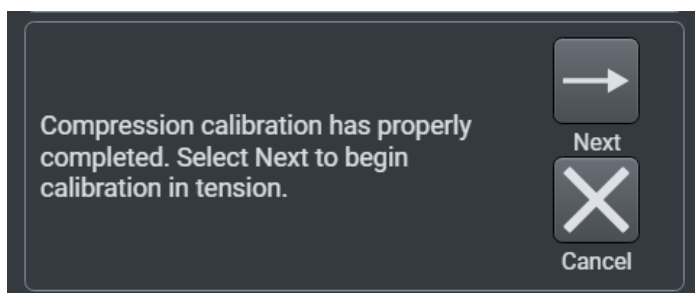 Compression calibration has properly
completed. Select Next to begin
calibration in tension.
Next
Cancel